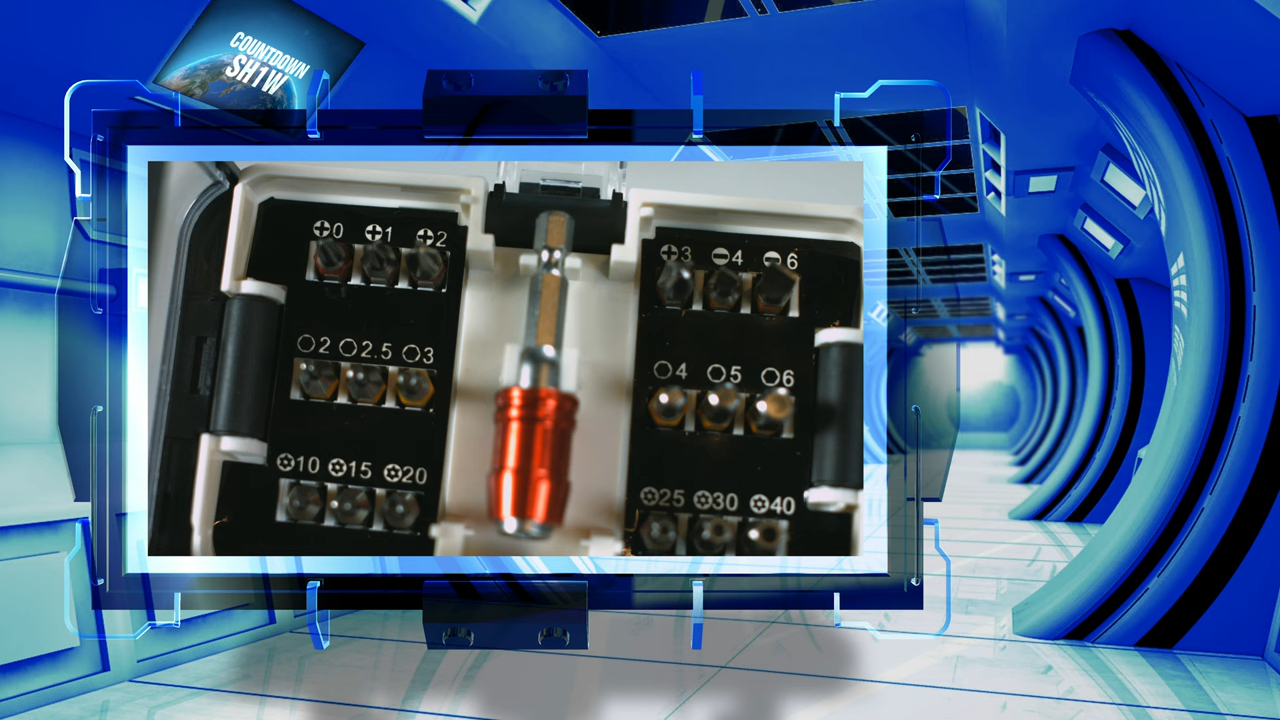 COUNTDOWN
SH1W
⊕0 ⊕1 ⊕2
⊕3 ⊖4 ⊖6
⬡2 ⬡2.5 ⬡3
⬡4 ⬡5 ⬡6
10 15 20
25 30 40